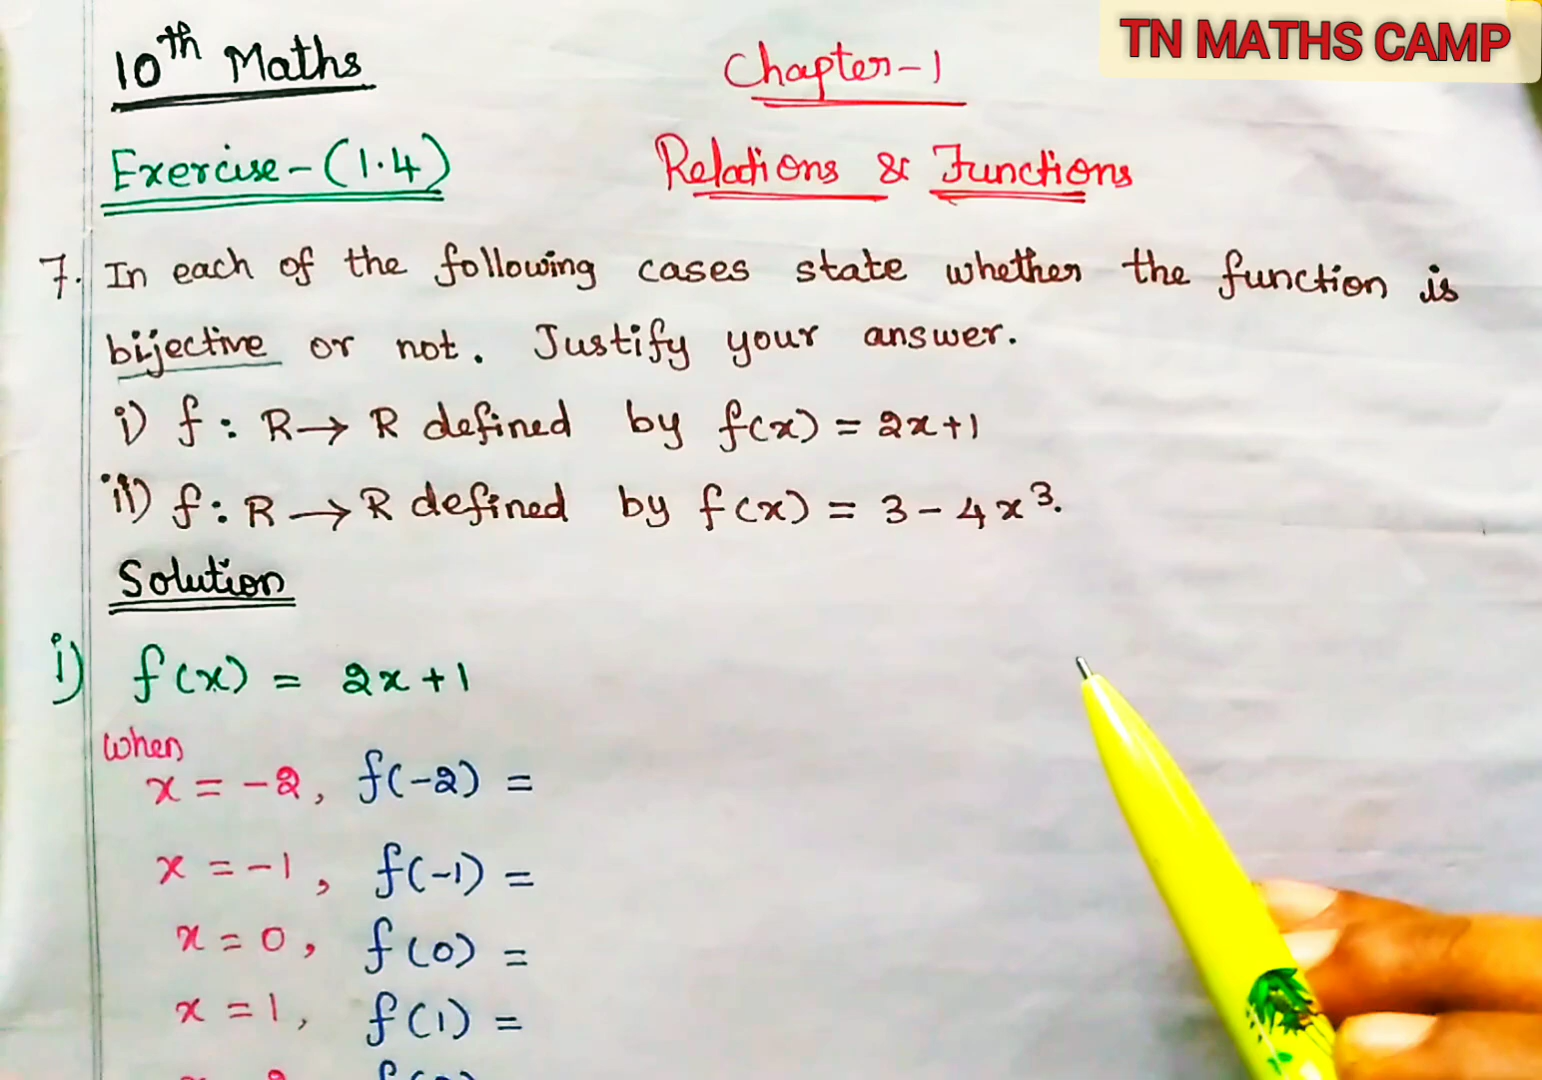 TN MATHS CAMP
10th Maths
Chapter-1
Exercise-(1.4)
Relations & Functions
7. In each of the following cases state whether the function is
bijective or not. Justify your answer.
i) f : R→ R defined by f(x) = 2x+1
ii) f : R → R defined by f(x) = 3-4x³.
Solution
i) f(x) = 2x+1
when
x = -2, f(-2) =
x = -1, f(-1) =
x = 0, f(0) =
x = 1, f(1) =